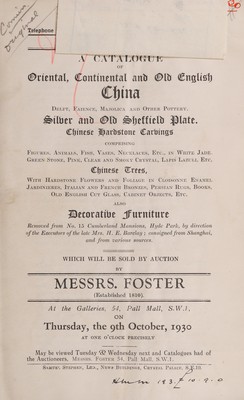 Telephone
A CATALOGUE
OF
Oriental, Continental and Old English
China
DELFT, FAIENCE, MAJOLICA AND OTHER POTTERY.
Silver and Old Sheffield Plate.
Chinese Hardstone Carvings
COMPRISING
FIGURES, ANIMALS, FISH, VASES, NECKLACES, ETC., IN WHITE JADE,
GREEN STONE, PINK, CLEAR AND SMOKY CRYSTAL, LAPIS LAZULI, ETC.
Chinese Trees,
WITH HARDSTONE FLOWERS AND FOLIAGE IN CLOISONNE ENAMEL
JARDINIERES, ITALIAN AND FRENCH BRONZES, PERSIAN RUGS, BOOKS,
OLD ENGLISH CUT GLASS, CABINET OBJECTS, ETC.
ALSO
Decorative Furniture
Removed from No. 15 Cumberland Mansions, Hyde Park, by direction
of the Executors of the late Mrs. H. E. Barclay; consigned from Shanghai,
and from various sources
WHICH WILL BE SOLD BY AUCTION
BY
MESSRS. FOSTER
(Established 1810).
At the Galleries, 54, Pall Mall, S.W.1,
ON
Thursday, the 9th October, 1930
AT ONE O'CLOCK PRECISELY
May be viewed Tuesday & Wednesday next and Catalogues had of
the Auctioneers, MESSRS. FOSTER 54, Pall Mall, S.W.1.